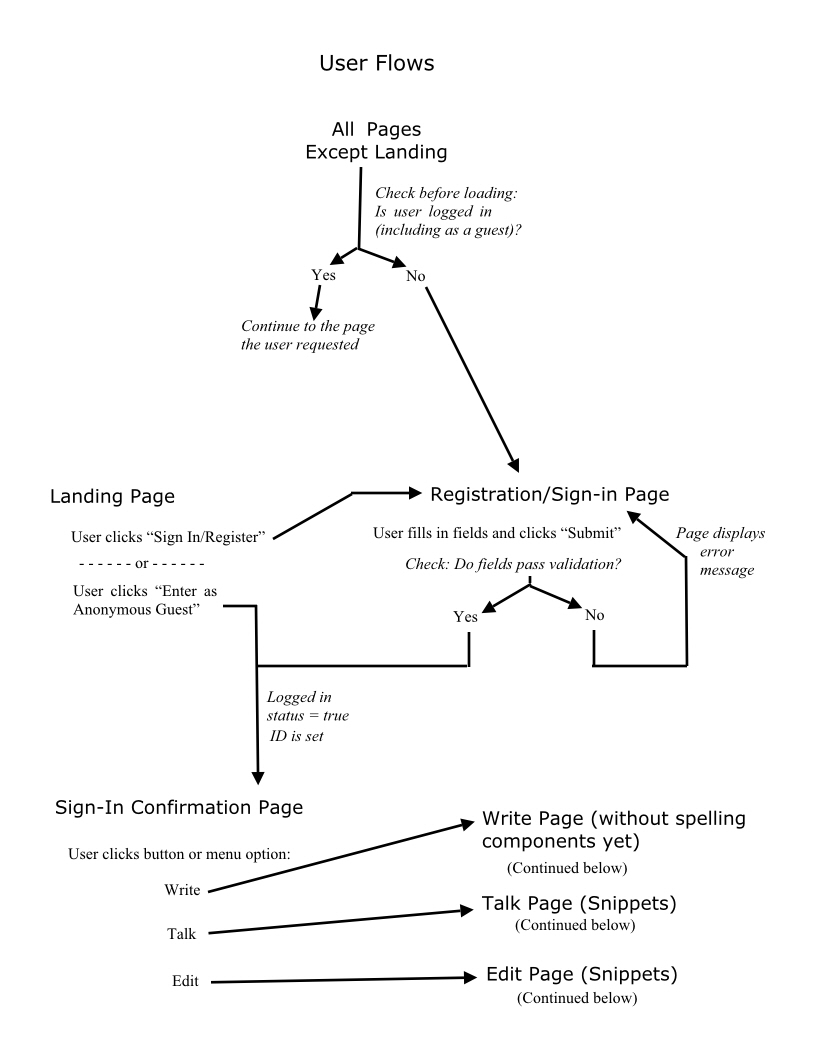 User Flows
All Pages
Except Landing
Check before loading:
Is user logged in
(including as a guest)?
Yes
No
Continue to the page
the user requested
Landing Page
User clicks “Sign In/Register”
- - - - - - or - - - - - -
User clicks “Enter as
Anonymous Guest”
Registration/Sign-in Page
User fills in fields and clicks “Submit”
Check: Do fields pass validation?
Yes
No
Page displays
error
message
Logged in
status = true
ID is set
Sign-In Confirmation Page
User clicks button or menu option:
Write
Talk
Edit
Write Page (without spelling
components yet)
(Continued below)
Talk Page (Snippets)
(Continued below)
Edit Page (Snippets)
(Continued below)